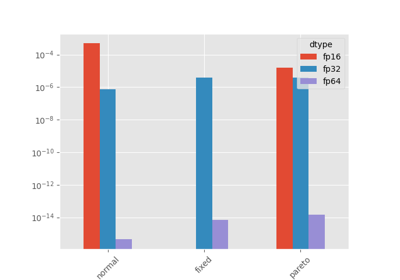 dtype
fp16
fp32
fp64
10⁻⁴
10⁻⁶
10⁻⁸
10⁻¹⁰
10⁻¹²
10⁻¹⁴
normal
fixed
pareto